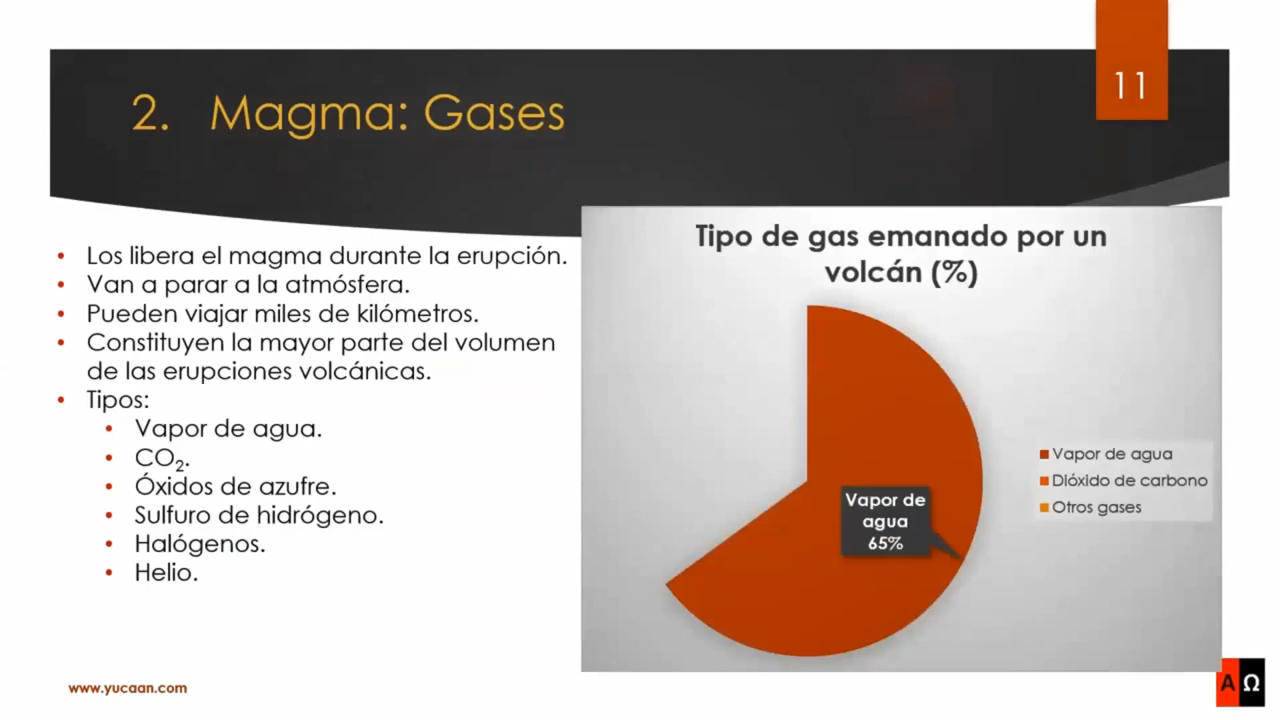 11
2. Magma: Gases
• Los libera el magma durante la erupción.
• Van a parar a la atmósfera.
• Pueden viajar miles de kilómetros.
• Constituyen la mayor parte del volumen
de las erupciones volcánicas.
• Tipos:
• Vapor de agua.
• CO₂.
• Óxidos de azufre.
• Sulfuro de hidrógeno.
• Halógenos.
• Helio.
Tipo de gas emanado por un
volcán (%)
Vapor de
agua
65%
Vapor de agua
Dióxido de carbono
Otros gases
www.yucaan.com
AΩ